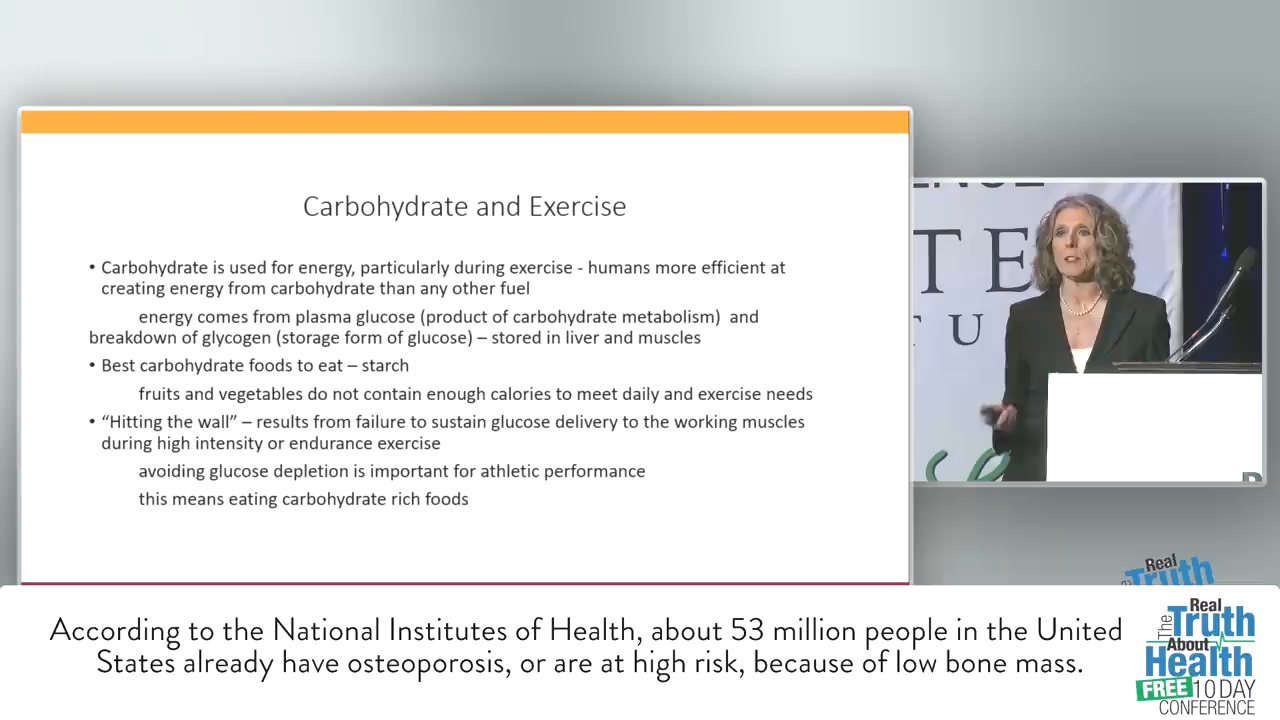 Carbohydrate and Exercise
• Carbohydrate is used for energy, particularly during exercise - humans more efficient at
creating energy from carbohydrate than any other fuel
energy comes from plasma glucose (product of carbohydrate metabolism) and
breakdown of glycogen (storage form of glucose) – stored in liver and muscles
• Best carbohydrate foods to eat – starch
fruits and vegetables do not contain enough calories to meet daily and exercise needs
• “Hitting the wall” – results from failure to sustain glucose delivery to the working muscles
during high intensity or endurance exercise
avoiding glucose depletion is important for athletic performance
this means eating carbohydrate rich foods
TE
TU
Real
Truth
According to the National Institutes of Health, about 53 million people in the United
States already have osteoporosis, or are at high risk, because of low bone mass.
The Real
Truth
About
Health
FREE 10 DAY
CONFERENCE